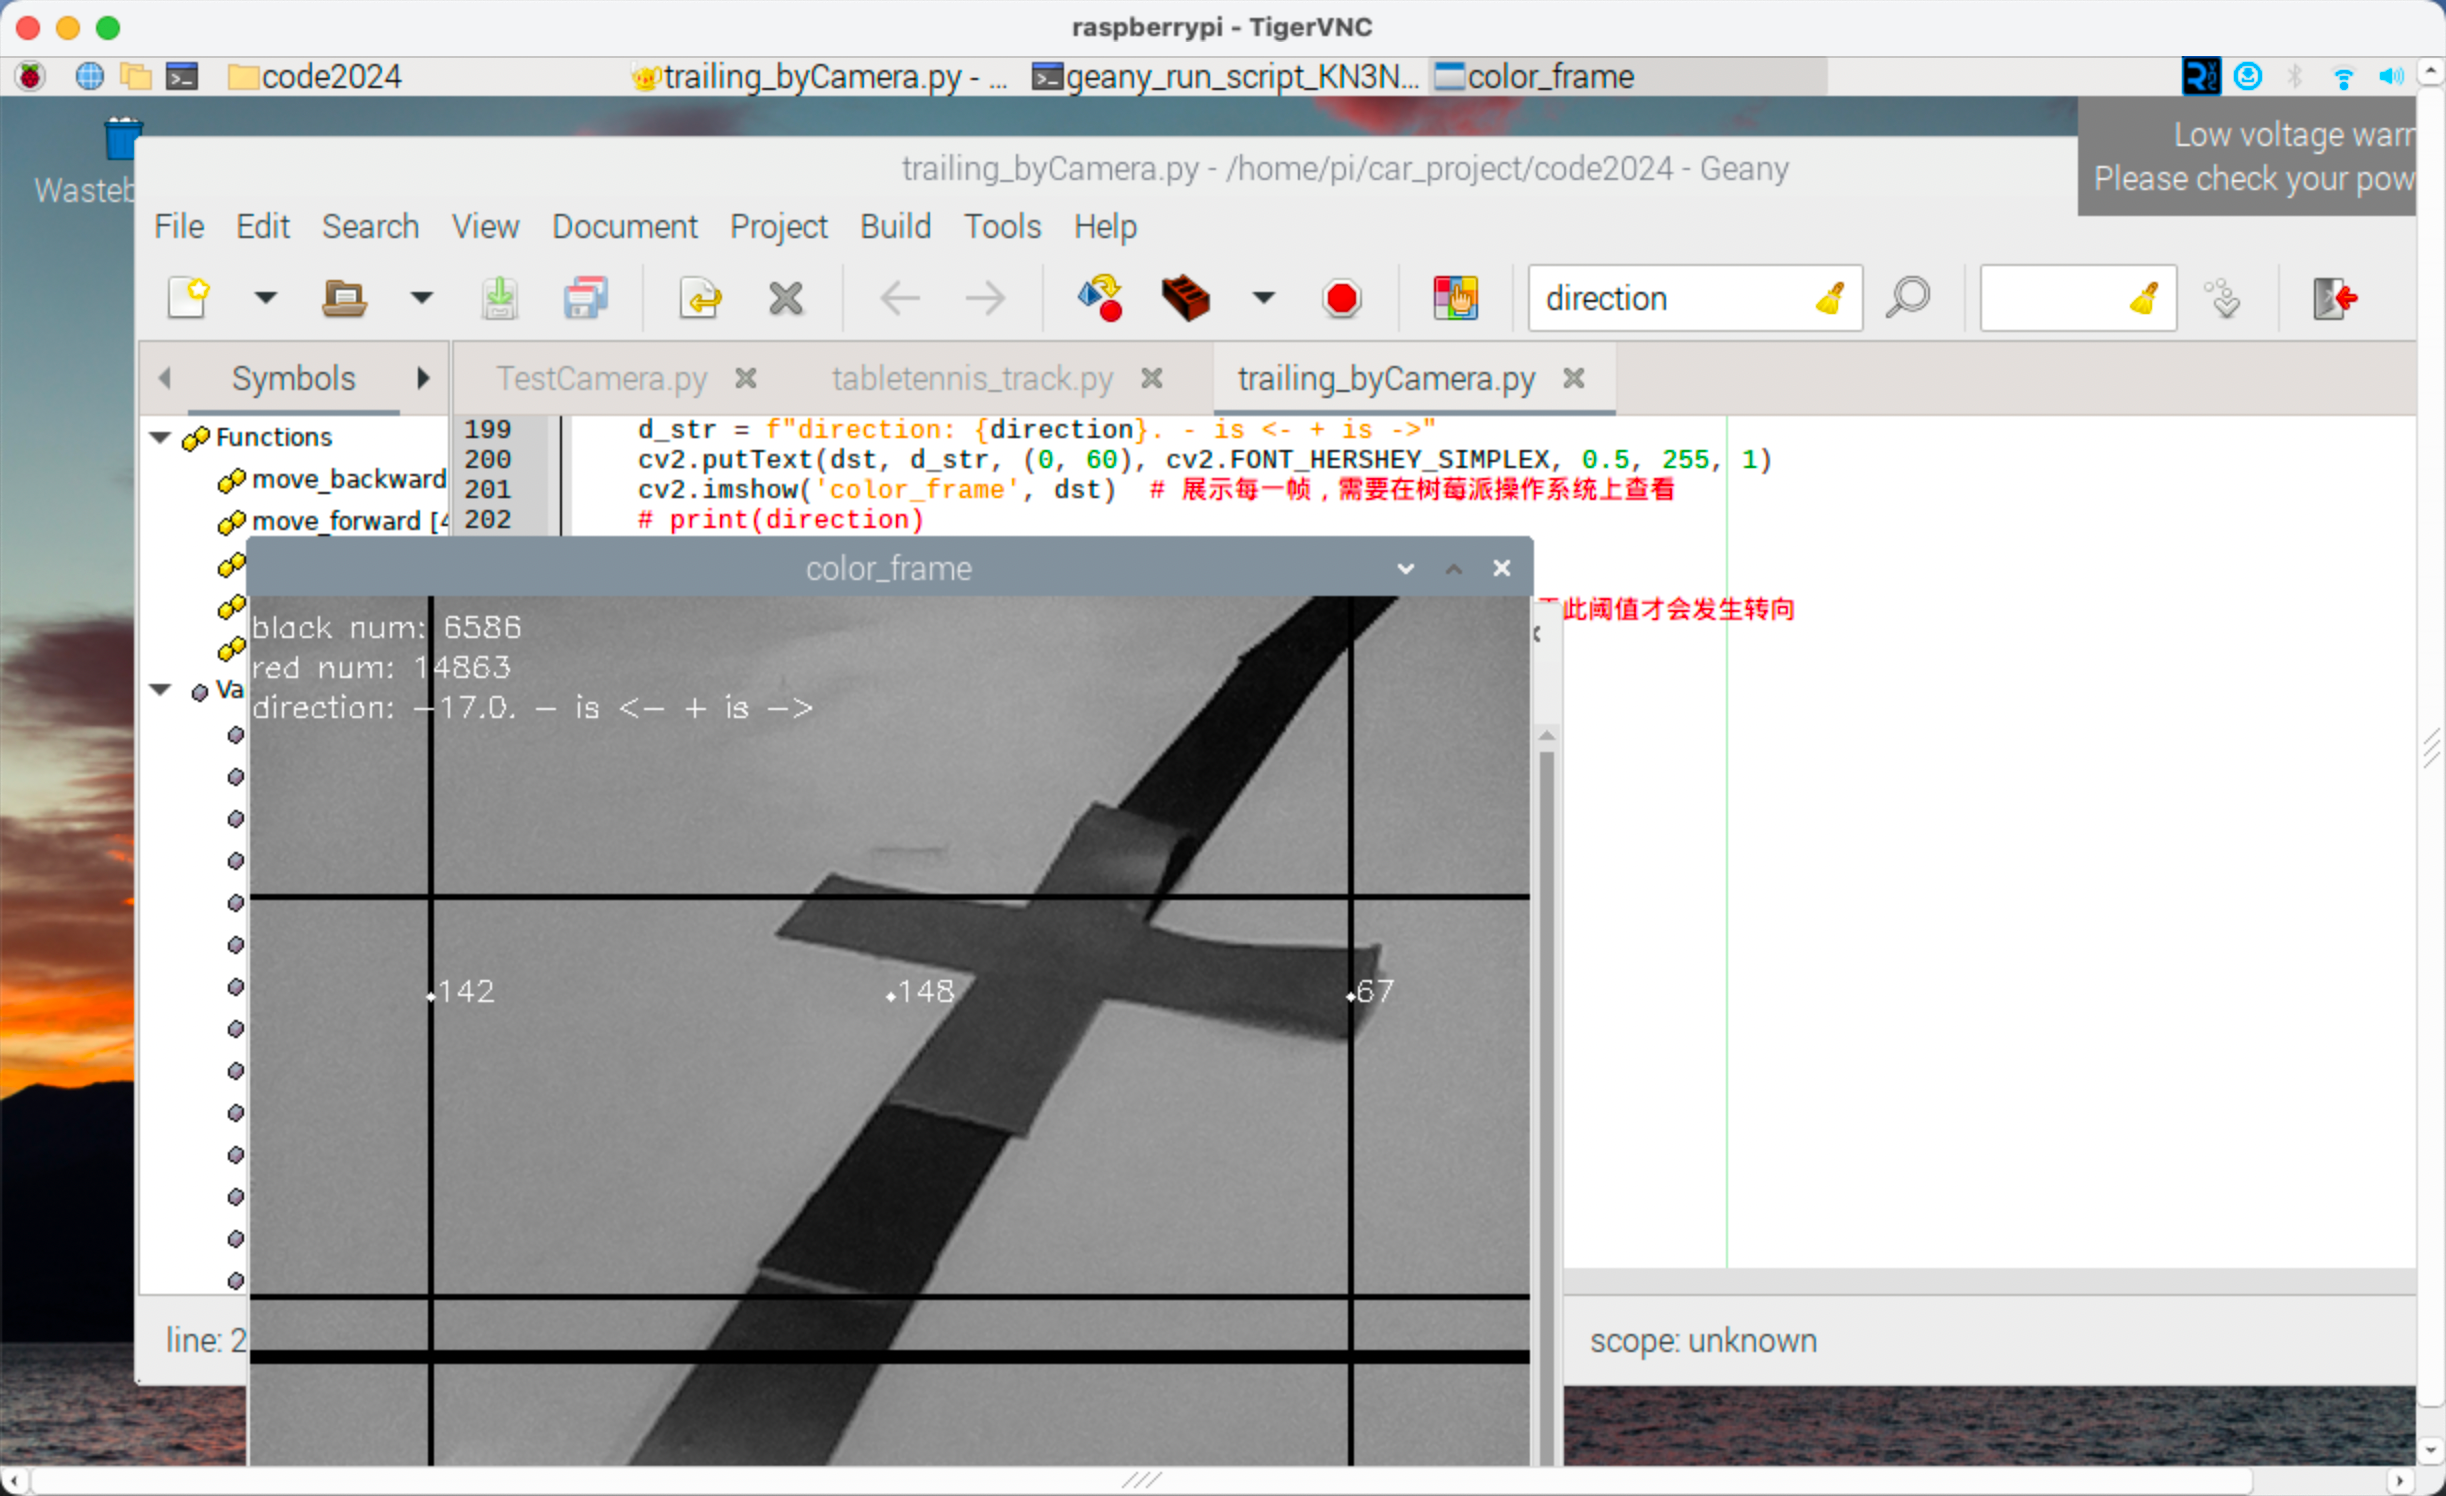 raspberrypi - TigerVNC
code2024
trailing_byCamera.py - ...
geany_run_script_KN3N...
color_frame
Low voltage warr
Please check your pow
Wasteb
trailing_byCamera.py - /home/pi/car_project/code2024 - Geany
File Edit Search View Document Project Build Tools Help
direction
Symbols
TestCamera.py
tabletennis_track.py
trailing_byCamera.py
Functions
move_backward
move_forward [4
Va
199 d_str = f"direction: {direction}. - is <- + is ->"
200 cv2.putText(dst, d_str, (0, 60), cv2.FONT_HERSHEY_SIMPLEX, 0.5, 255, 1)
201 cv2.imshow('color_frame', dst) # 展示每一帧，需要在树莓派操作系统上查看
202 # print(direction)
color_frame
此阈值才会发生转向
black num: 6586
red num: 14863
direction: -17.0. - is <- + is ->
142
148
67
line: 2
scope: unknown